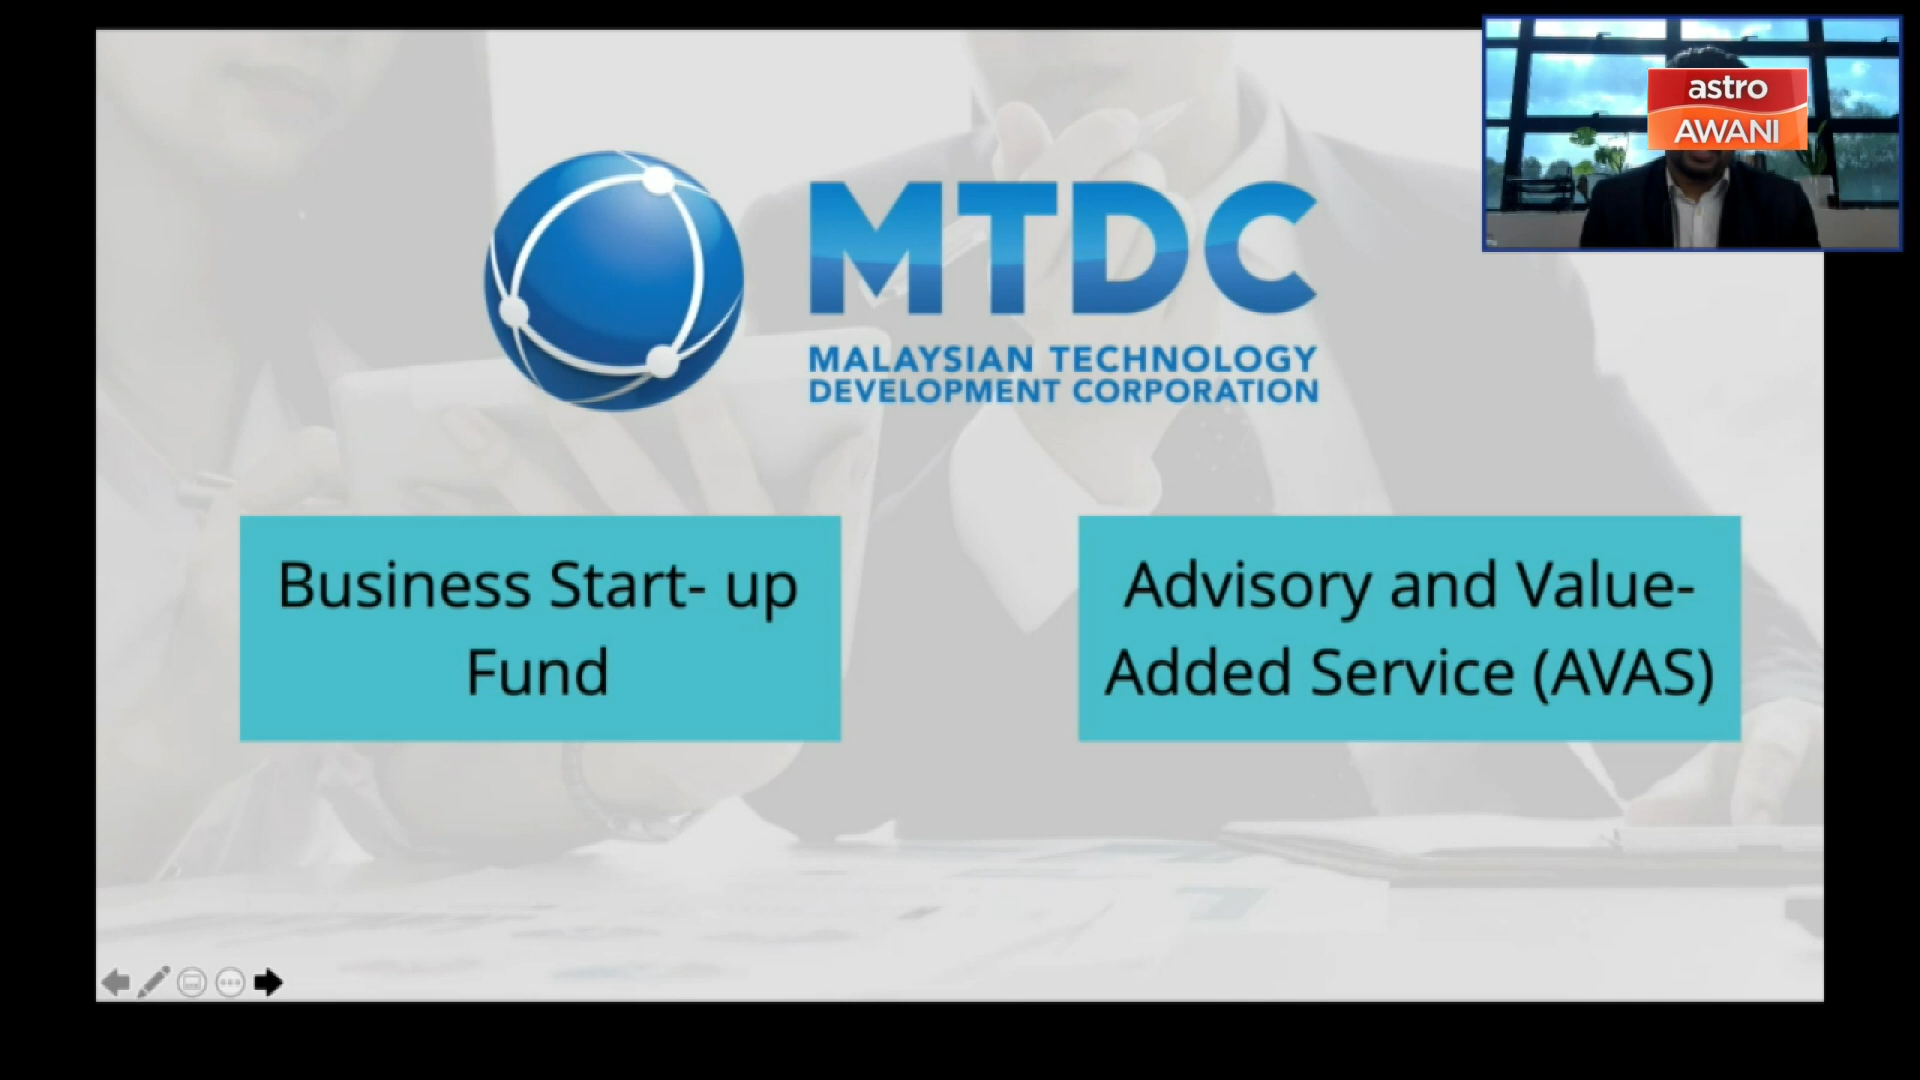 astro
AWANI
MTDC
MALAYSIAN TECHNOLOGY
DEVELOPMENT CORPORATION
Business Start- up
Fund
Advisory and Value-
Added Service (AVAS)